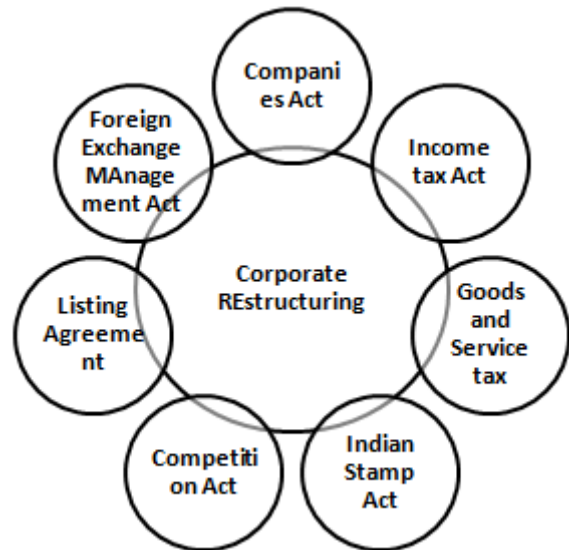 Compani
es Act
Income
tax Act
Goods
and
Service
tax
Indian
Stamp
Act
Competiti
on Act
Listing
Agreeme
nt
Foreign
Exchange
MAnage
ment Act
Corporate
REstructuring